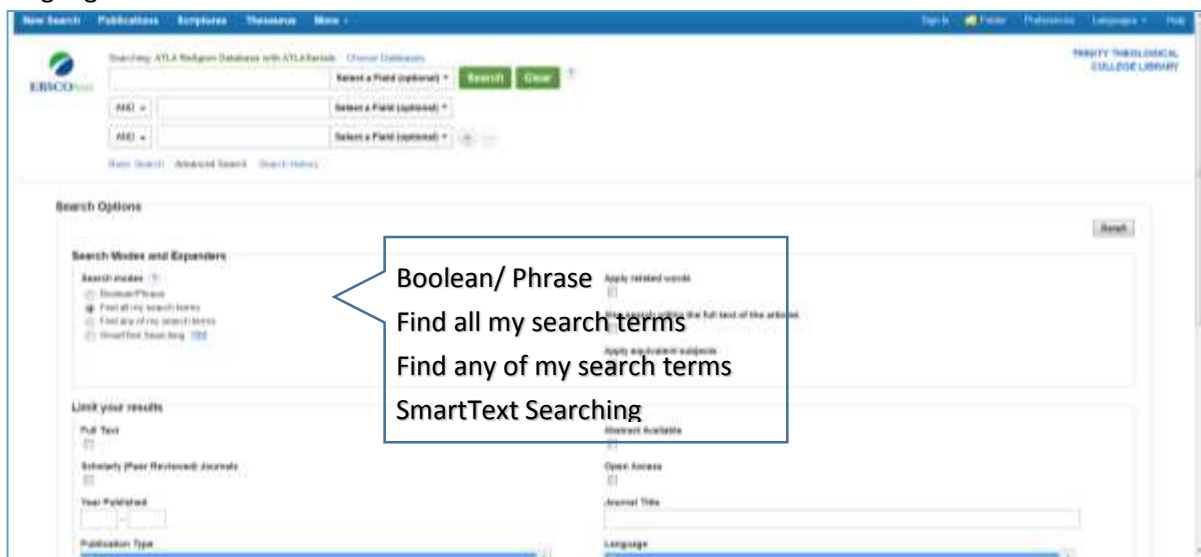 New Search Publications Scriptures Thesaurus More
Sign In Folder Preferences Languages Help
Searching: ATLA Religion Database with ATLASerials Choose Databases
TRINITY THEOLOGICAL
COLLEGE LIBRARY
EBSCO
Select a Field (optional) Search Clear ?
AND Select a Field (optional)
AND Select a Field (optional) + −
Basic Search Advanced Search Search History
Search Options
Reset
Search Modes and Expanders
Search modes ?
Boolean/Phrase
Find all my search terms
Find any of my search terms
SmartText Searching
Boolean/ Phrase
Find all my search terms
Find any of my search terms
SmartText Searching
Apply related words
within the full text of the articles
Apply equivalent subjects
Limit your results
Full Text
Abstract Available
Scholarly (Peer Reviewed) Journals
Open Access
Year Published
Journal Title
–
Publication Type
Language